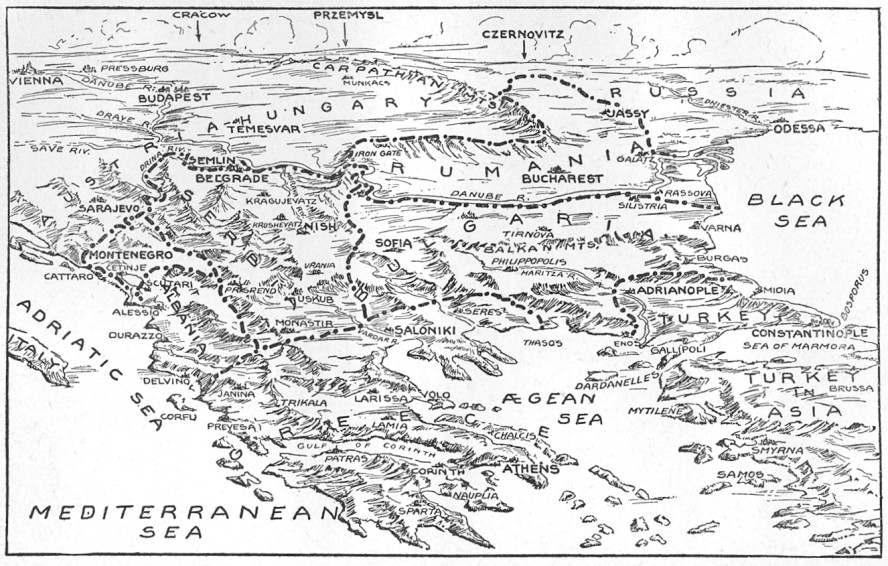 CRACOW
PRZEMYSL
CZERNOVITZ
VIENNA
PRESSBURG
DANUBE R.
BUDAPEST
CARPATHIAN MTS.
MUNKACS
RUSSIA
DNIESTER R.
ODESSA
JASSY
GALATZ
AUSTRIA HUNGARY
TEMESVAR
DRAVE R.
SAVE RIV.
DRINA RIV.
SEMLIN
BELGRADE
IRON GATE
RUMANIA
BUCHAREST
DANUBE R.
RASSOVA
SILISTRIA
BLACK
SEA
SARAJEVO
SERBIA
KRAGUJEVATZ
KRUSHEVATZ
NISH
VRANIA
USKUB
PRISREND
MONASTIR
BULGARIA
SOFIA
TIRNOVA
BALKAN MTS.
PHILIPPOPOLIS
MARITZA R.
VARNA
BURGAS
MONTENEGRO
CETINJE
CATTARO
SCUTARI
ALBANIA
ALESSIO
DURAZZO
ADRIATIC SEA
ITALY
VARDAR R.
SALONIKI
SERES
THASOS
ENOS
ADRIANOPLE
MIDIA
BOSPORUS
TURKEY
CONSTANTINOPLE
SEA OF MARMORA
GALLIPOLI
DARDANELLES
TURKEY
IN
ASIA
BRUSSA
MYTILENE
SMYRNA
SAMOS
ÆGEAN
SEA
DELVINO
JANINA
CORFU
PREVESA
TRIKALA
LARISSA
VOLO
LAMIA
GREECE
CHALCIS
GULF OF CORINTH
PATRAS
CORINTH
ATHENS
NAUPLIA
SPARTA
MEDITERRANEAN
SEA